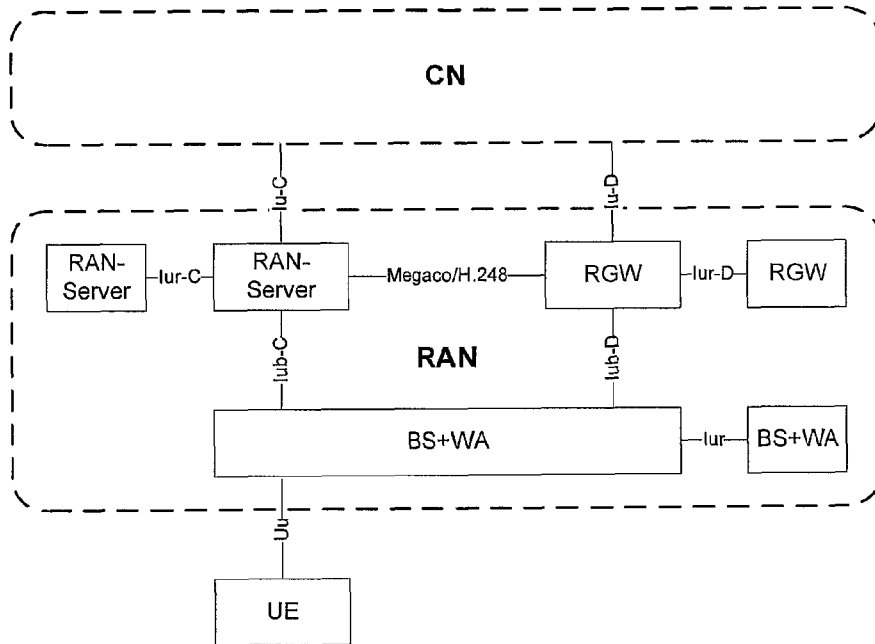 CN
Iu-C
Iu-D
RAN-
Server
Iur-C
RAN-
Server
Megaco/H.248
RGW
Iur-D
RGW
Iub-C
RAN
Iub-D
BS+WA
Iur
BS+WA
Uu
UE